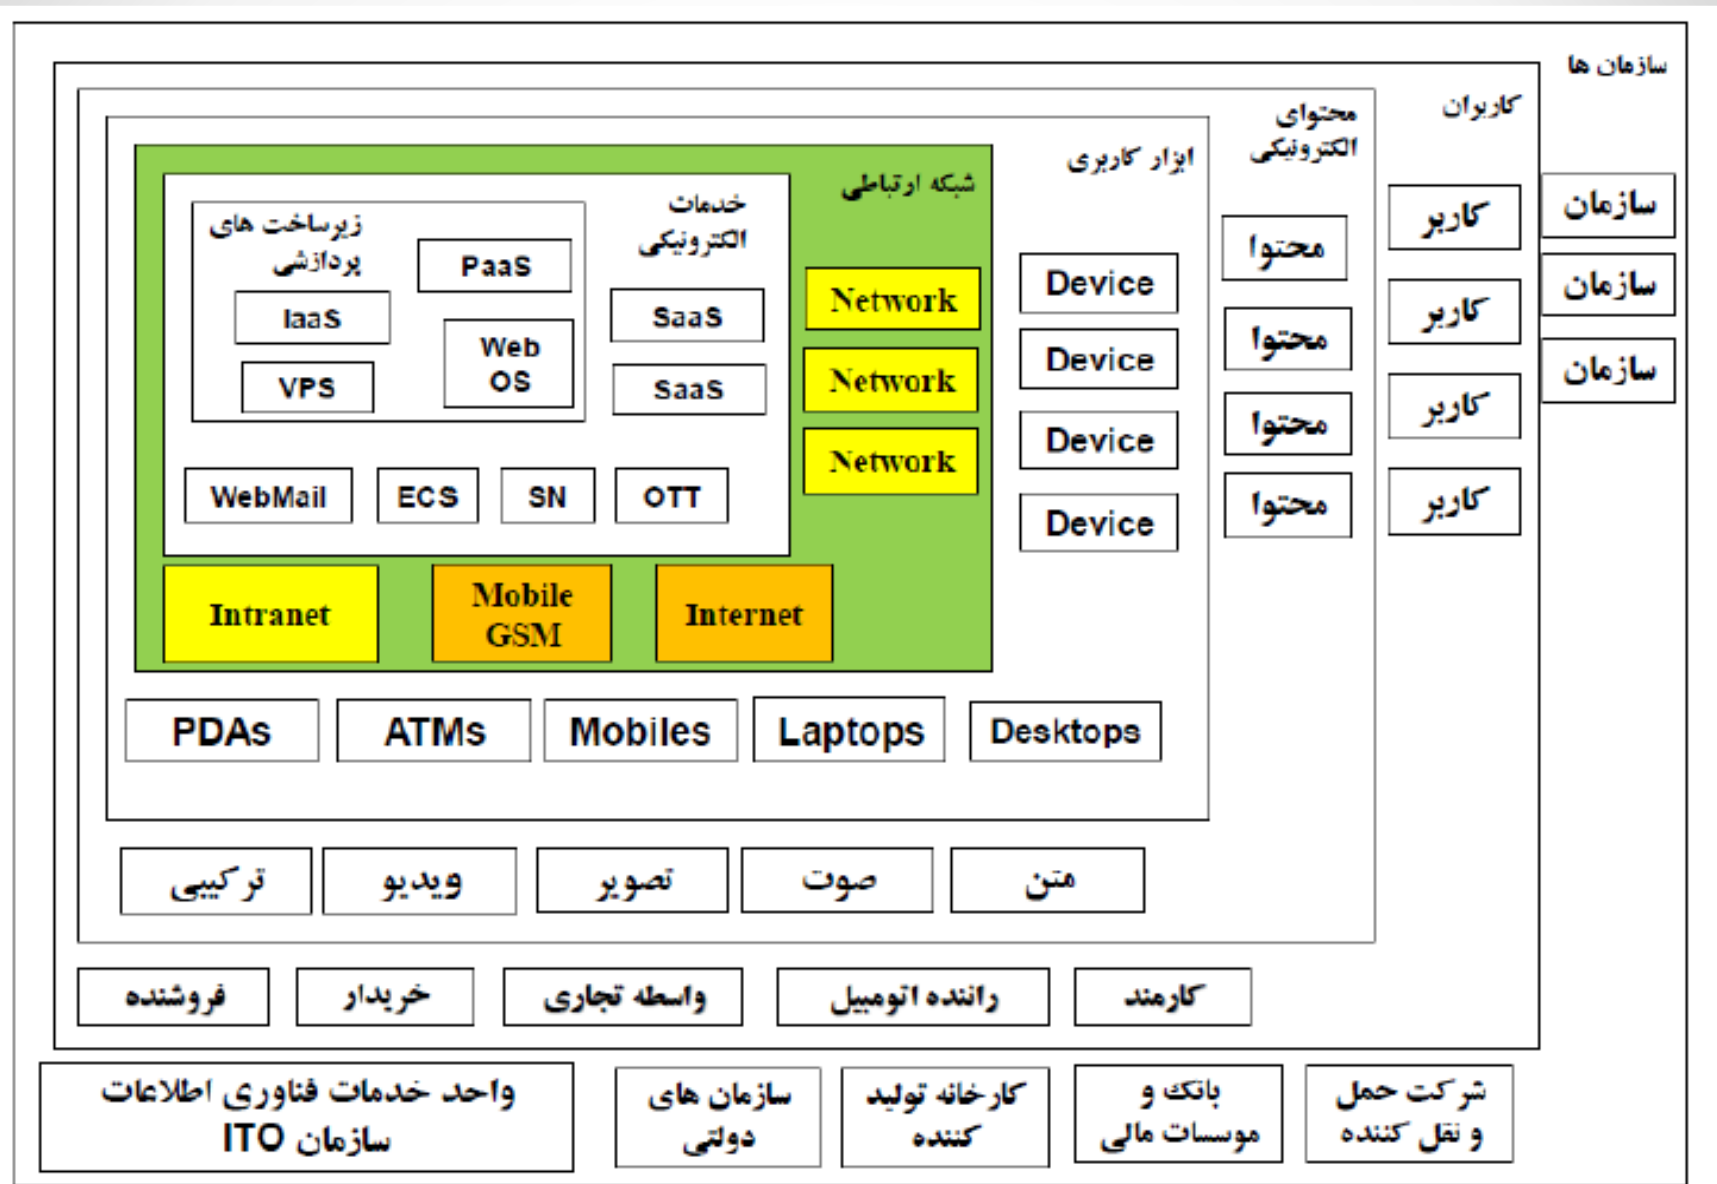 سازمان ها
سازمان
سازمان
سازمان
کاربران
کاربر
کاربر
کاربر
کاربر
محتوای
الکترونیکی
محتوا
محتوا
محتوا
محتوا
ابزار کاربری
Device
Device
Device
Device
شبکه ارتباطی
Network
Network
Network
خدمات
الکترونیکی
SaaS
SaaS
زیرساخت های
پردازشی
PaaS
IaaS
Web
OS
VPS
WebMail
ECS
SN
OTT
Intranet
Mobile
GSM
Internet
PDAs
ATMs
Mobiles
Laptops
Desktops
متن
صوت
تصویر
ویدیو
ترکیبی
کارمند
راننده اتومبیل
واسطه تجاری
خریدار
فروشنده
شرکت حمل
و نقل کننده
بانک و
موسسات مالی
کارخانه تولید
کننده
سازمان های
دولتی
واحد خدمات فناوری اطلاعات
سازمان ITO